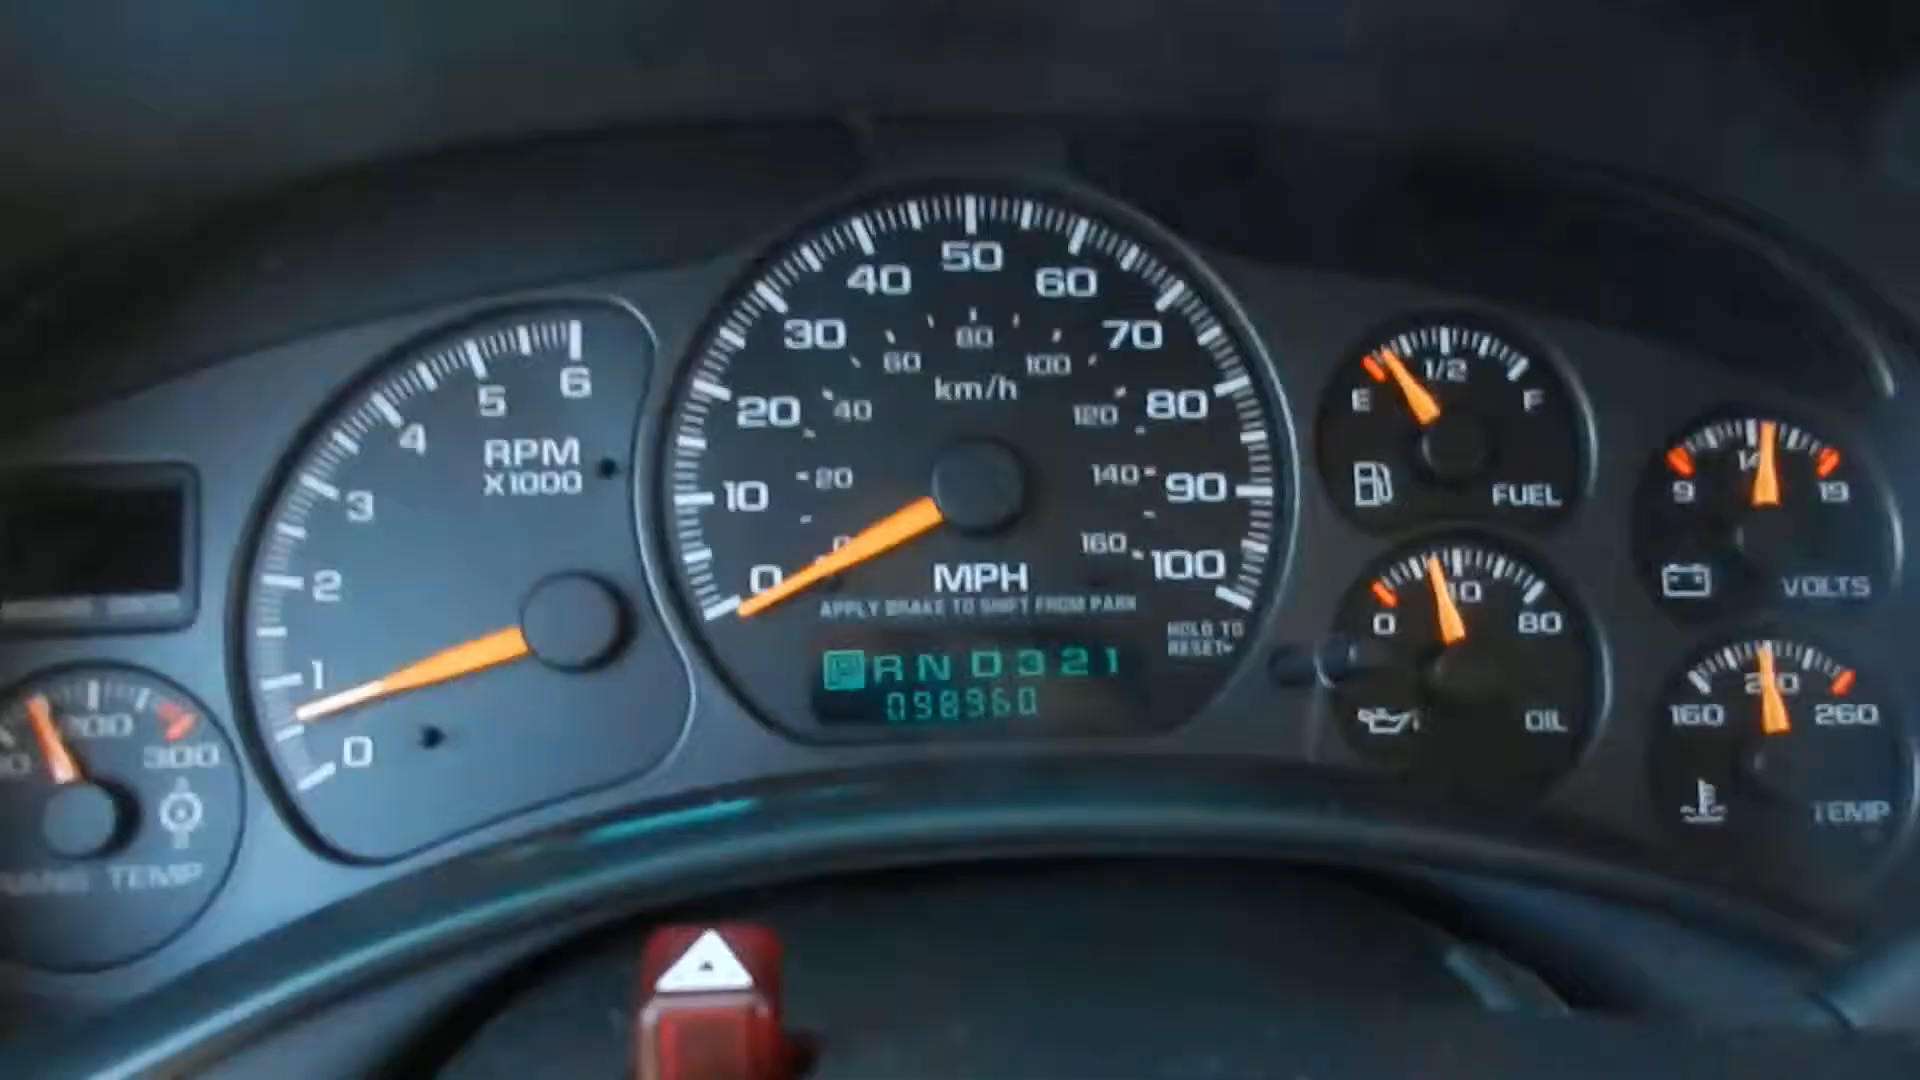 50
40
60
30
70
80
60
100
km/h
20
40
120
80
10
20
140
90
0
0
160
100
MPH
APPLY BRAKE TO SHIFT FROM PARK
HOLD TO
RESET
P R N D 3 2 1
098960
6
5
4
RPM
X1000
3
2
1
0
200
300
TEMP
1/2
E
F
FUEL
0
80
OIL
9
19
VOLTS
160
260
TEMP